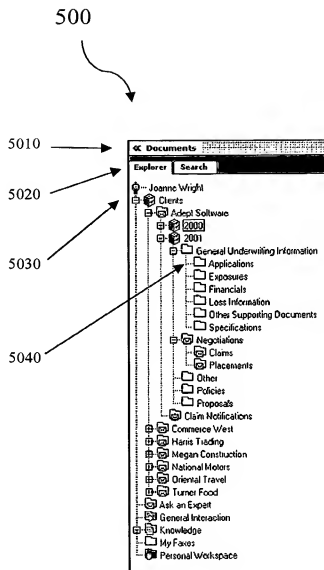 500
5010
« Documents
5020
Explorer Search
5030
Joanne Wright
Clients
Adept Software
2000
2001
General Underwriting Information
5040
Applications
Exposures
Financials
Loss Information
Other Supporting Documents
Specifications
Negotiations
Claims
Placements
Other
Policies
Proposals
Claim Notifications
Commerce West
Harris Trading
Megan Construction
National Motors
Oriental Travel
Turner Food
Ask an Expert
General Interaction
Knowledge
My Faxes
Personal Workspace